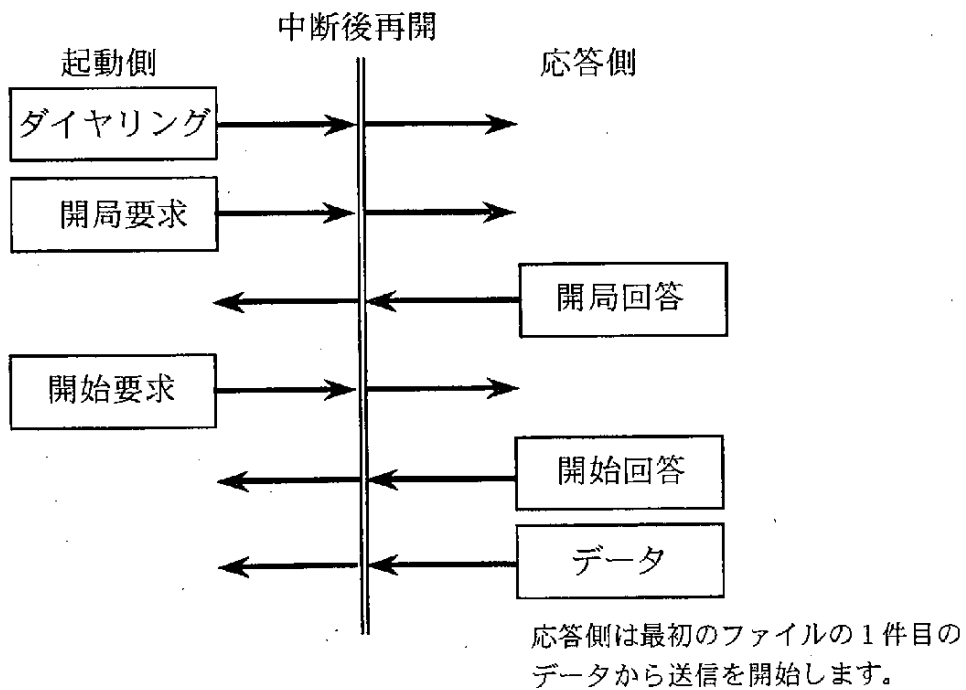 中断後再開
起動側
応答側
ダイヤリング
開局要求
開局回答
開始要求
開始回答
データ
応答側は最初のファイルの1件目の
データから送信を開始します。